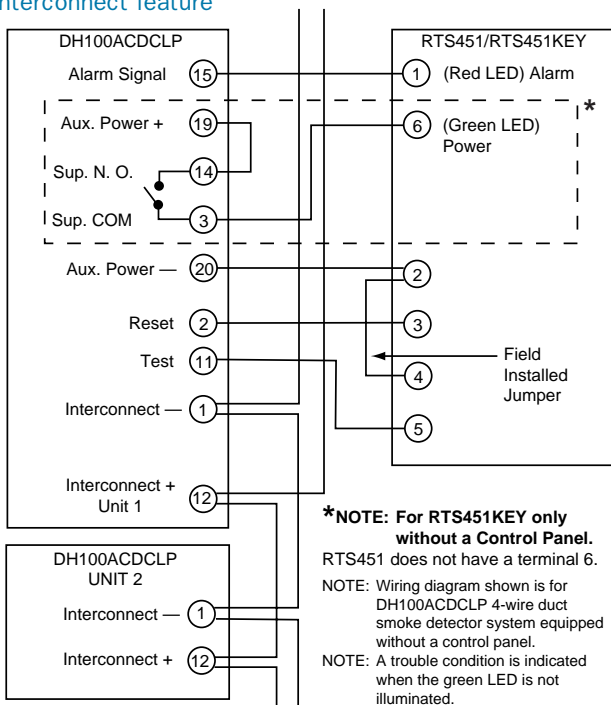 interconnect feature
DH100ACDCLP
RTS451/RTS451KEY
Alarm Signal 15
1 (Red LED) Alarm
*
Aux. Power + 19
6 (Green LED)
Power
Sup. N. O. 14
Sup. COM 3
Aux. Power — 20
2
Reset 2
3
Test 11
Field
Installed
Jumper
4
Interconnect — 1
5
Interconnect +
Unit 1
12
*NOTE: For RTS451KEY only
without a Control Panel.
RTS451 does not have a terminal 6.
NOTE: Wiring diagram shown is for
DH100ACDCLP 4-wire duct
smoke detector system equipped
without a control panel.
NOTE: A trouble condition is indicated
when the green LED is not
illuminated.
DH100ACDCLP
UNIT 2
Interconnect — 1
Interconnect + 12